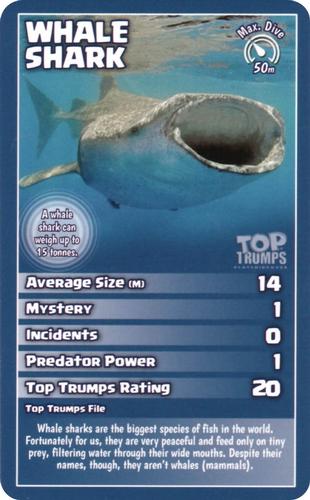 WHALE
SHARK
Max. Dive
50m
A whale
shark can
weigh up to
15 tonnes.
TOP
TRUMPS
Average Size (M) 14
Mystery 1
Incidents 0
Predator Power 1
Top Trumps Rating 20
Top Trumps File
Whale sharks are the biggest species of fish in the world.
Fortunately for us, they are very peaceful and feed only on tiny
prey, filtering water through their wide mouths. Despite their
names, though, they aren't whales (mammals).